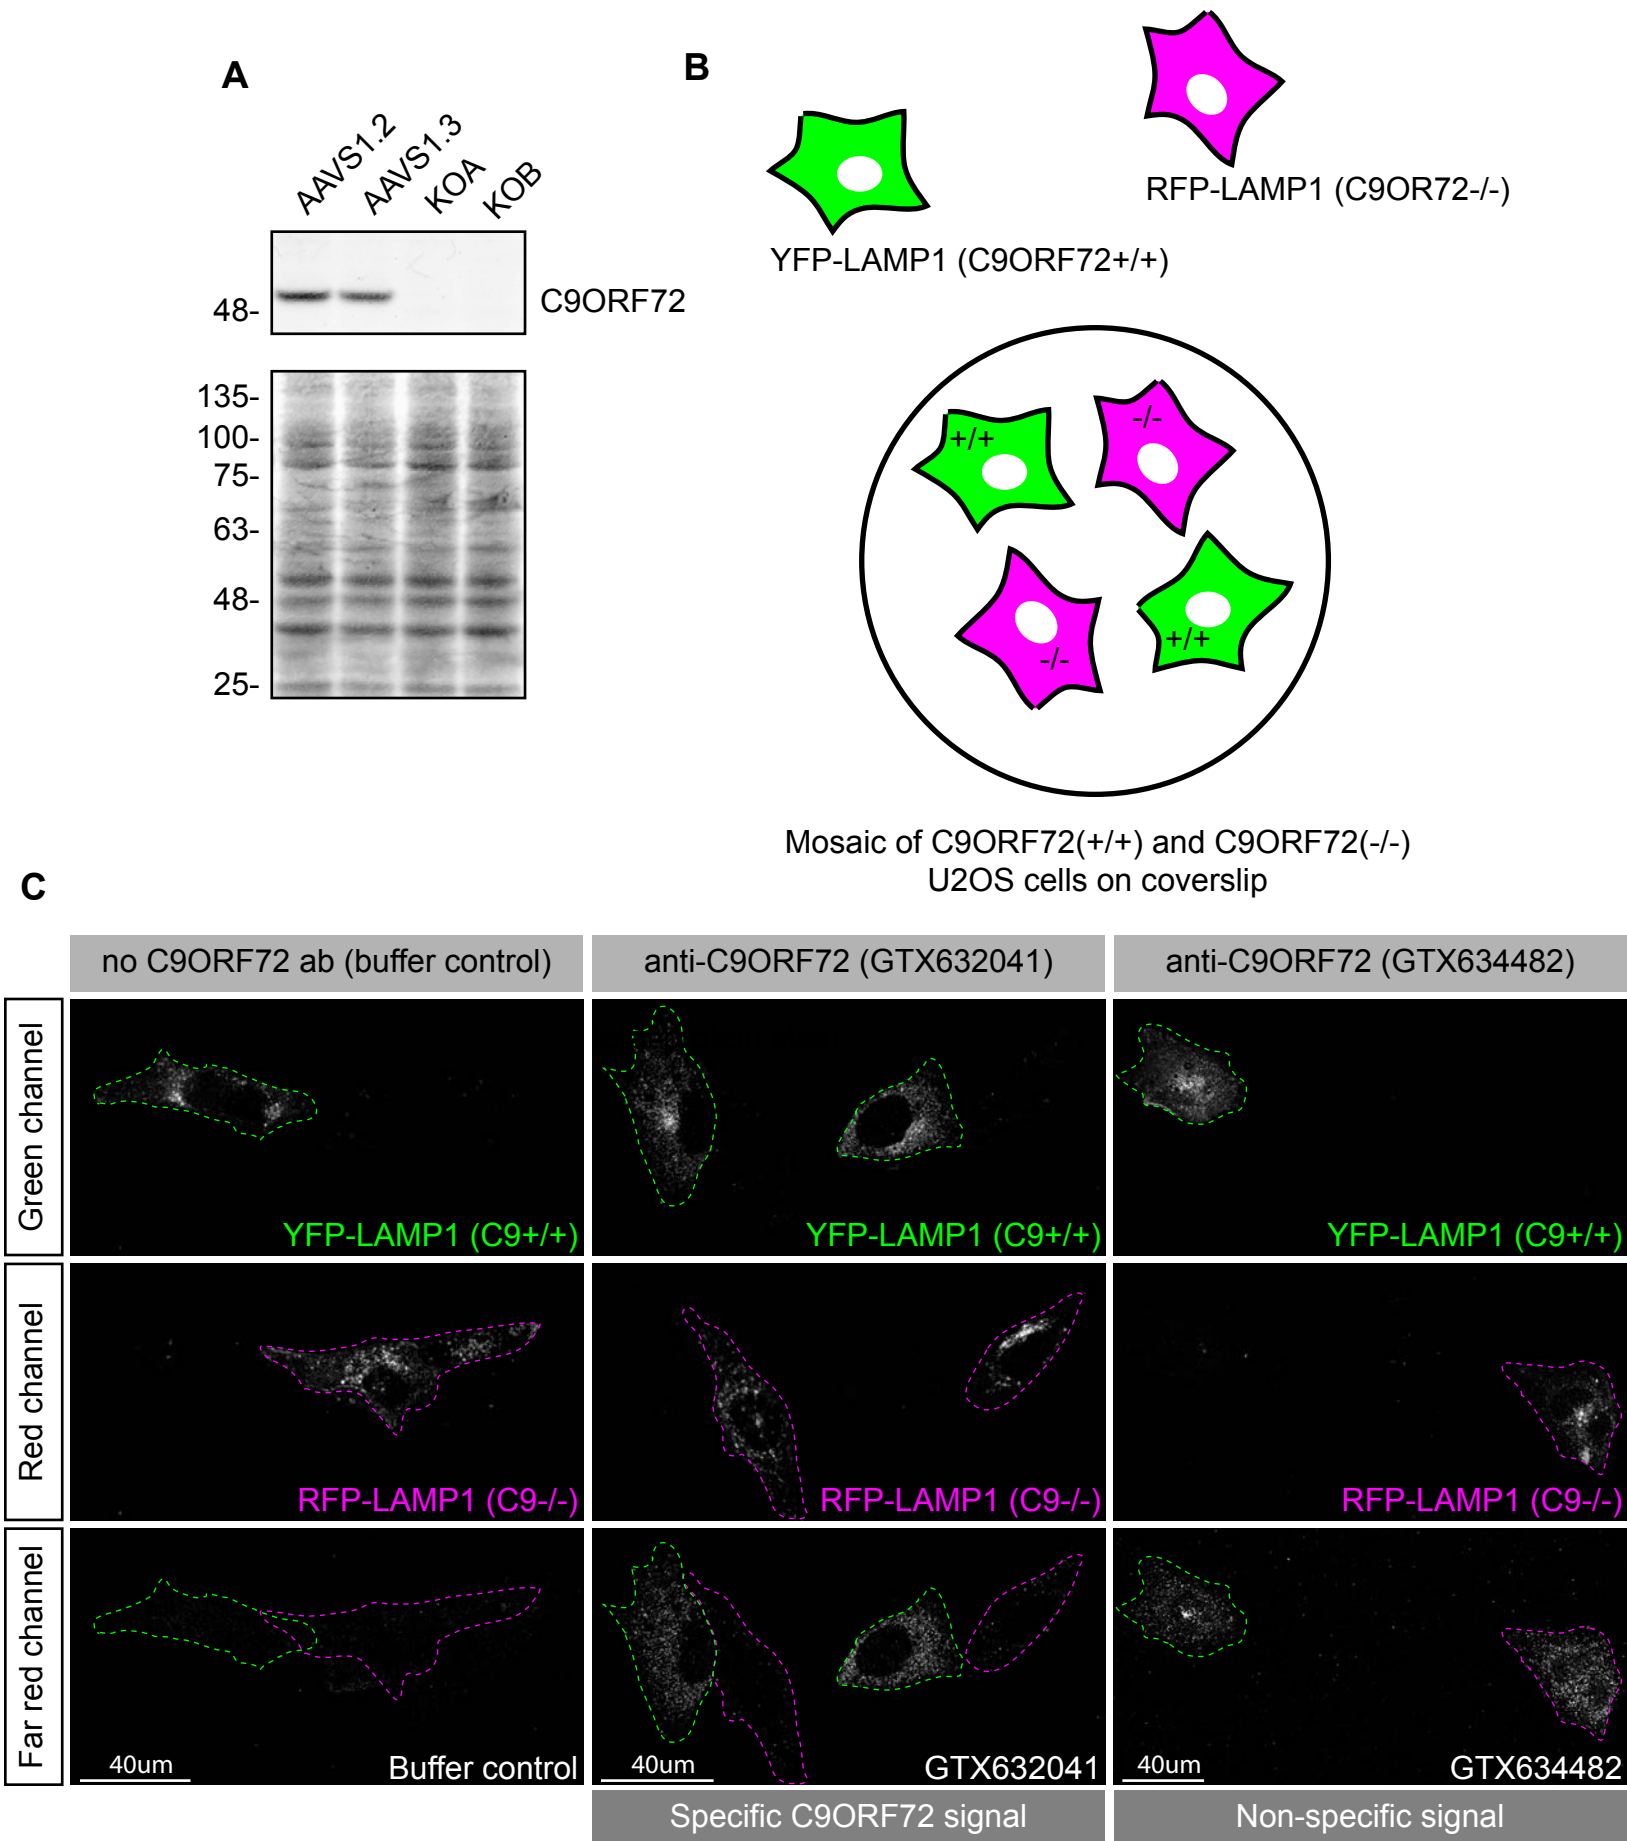 A
AAVS1.2
AAVS1.3
KOA
KOB
48-
C9ORF72
135-
100-
75-
63-
48-
25-
B
RFP-LAMP1 (C9OR72-/-)
YFP-LAMP1 (C9ORF72+/+)
+/+
-/-
-/-
+/+
Mosaic of C9ORF72(+/+) and C9ORF72(-/-)
U2OS cells on coverslip
C
no C9ORF72 ab (buffer control)
anti-C9ORF72 (GTX632041)
anti-C9ORF72 (GTX634482)
Green channel
YFP-LAMP1 (C9+/+)
YFP-LAMP1 (C9+/+)
YFP-LAMP1 (C9+/+)
Red channel
RFP-LAMP1 (C9-/-)
RFP-LAMP1 (C9-/-)
RFP-LAMP1 (C9-/-)
Far red channel
40um
Buffer control
40um
GTX632041
40um
GTX634482
Specific C9ORF72 signal
Non-specific signal